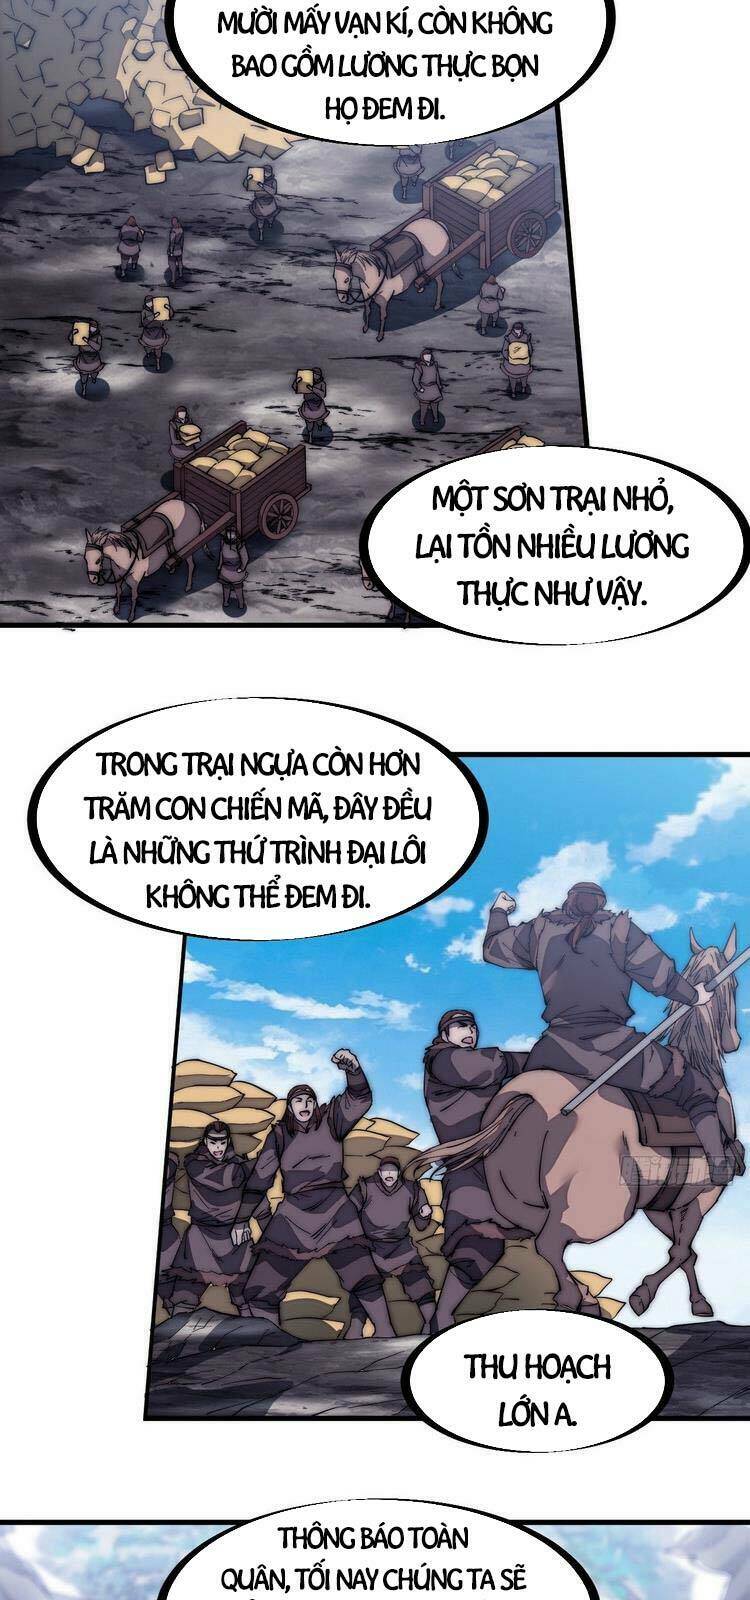 MƯỜI MẤY VẠN KÍ, CÒN KHÔNG
BAO GỒM LƯƠNG THỰC BỌN
HỌ ĐEM ĐI.
MỘT SƠN TRẠI NHỎ,
LẠI TỒN NHIỀU LƯƠNG
THỰC NHƯ VẬY.
TRONG TRẠI NGỰA CÒN HƠN
TRĂM CON CHIẾN MÃ, ĐÂY ĐỀU
LÀ NHỮNG THỨ TRÌNH ĐẠI LÔI
KHÔNG THỂ ĐEM ĐI.
THU HOẠCH
LỚN A.
THÔNG BÁO TOÀN
QUÂN, TỐI NAY CHÚNG TA SẼ